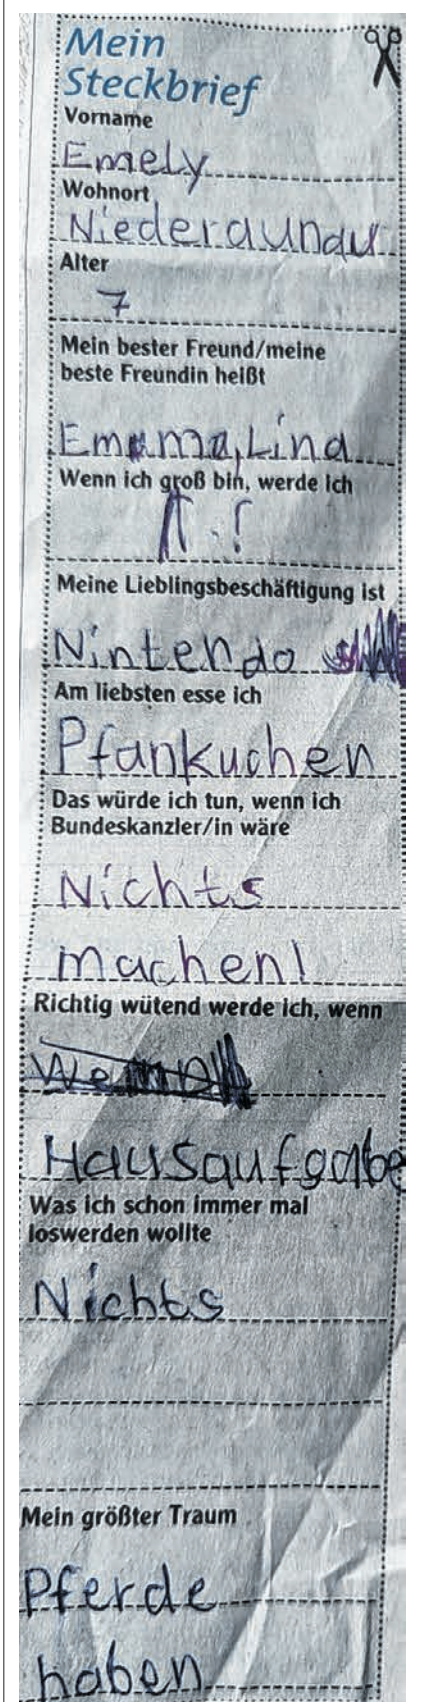 Mein
Steckbrief
Vorname
Emely
Wohnort
Niederaunau
Alter
7
Mein bester Freund/meine
beste Freundin heißt
Emma, Lina
Wenn ich groß bin, werde ich
?
Meine Lieblingsbeschäftigung ist
Nintendo
Am liebsten esse ich
Pfankuchen
Das würde ich tun, wenn ich
Bundeskanzler/in wäre
Nichts
machen!
Richtig wütend werde ich, wenn
Hausaufgabe
Was ich schon immer mal
loswerden wollte
Nichts
Mein größter Traum
Pferde
haben